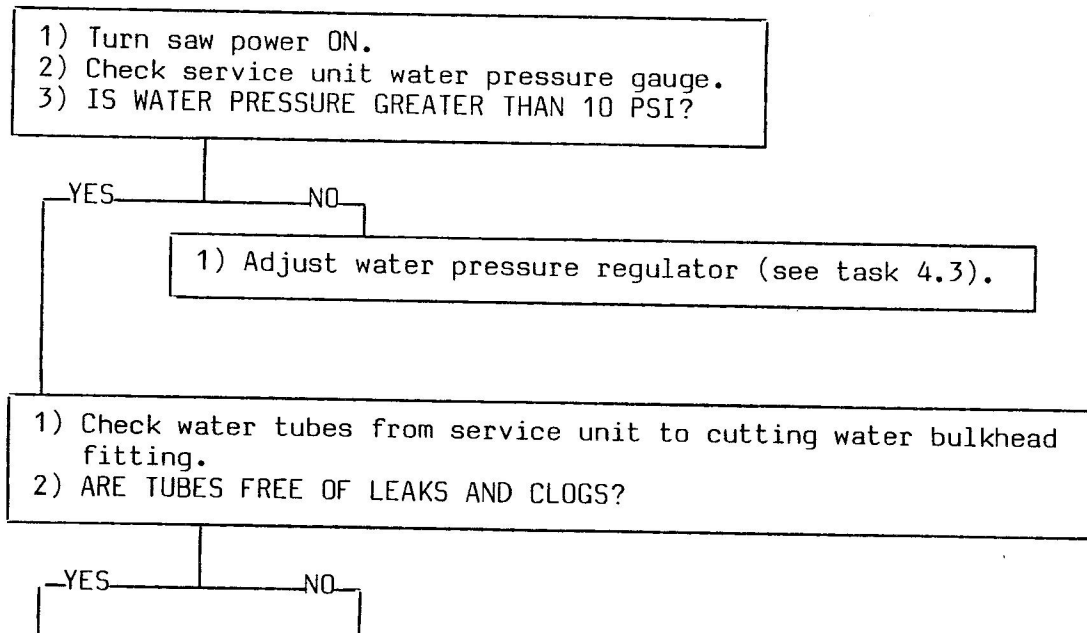 1) Turn saw power ON.
2) Check service unit water pressure gauge.
3) IS WATER PRESSURE GREATER THAN 10 PSI?
YES NO
1) Adjust water pressure regulator (see task 4.3).
1) Check water tubes from service unit to cutting water bulkhead
fitting.
2) ARE TUBES FREE OF LEAKS AND CLOGS?
YES NO